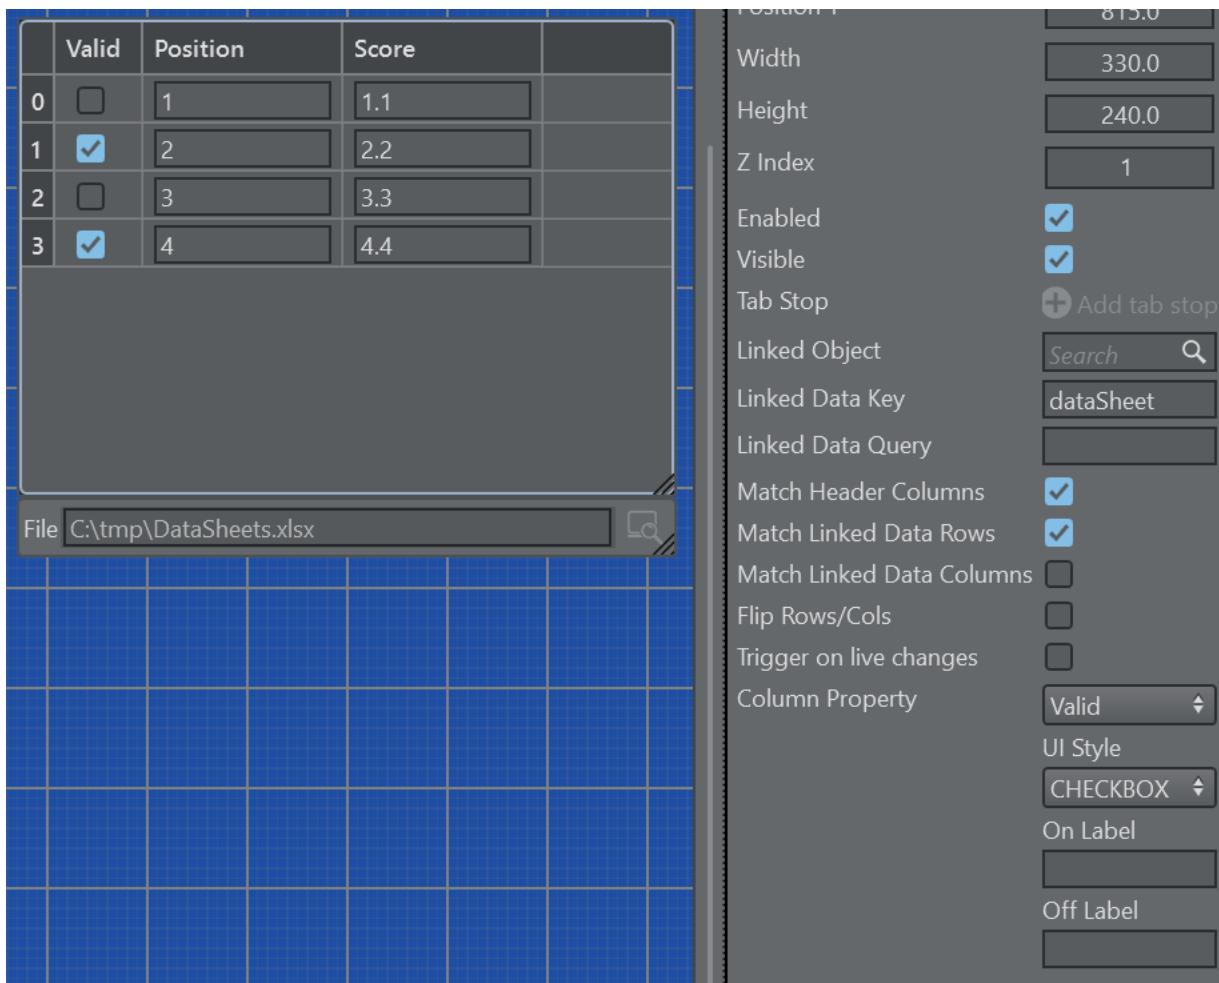 Valid Position Score
0 1 1.1
1 2 2.2
2 3 3.3
3 4 4.4
File C:\tmp\DataSheets.xlsx
Position Y 815.0
Width 330.0
Height 240.0
Z Index 1
Enabled
Visible
Tab Stop Add tab stop
Linked Object Search
Linked Data Key dataSheet
Linked Data Query
Match Header Columns
Match Linked Data Rows
Match Linked Data Columns
Flip Rows/Cols
Trigger on live changes
Column Property Valid
UI Style
CHECKBOX
On Label
Off Label